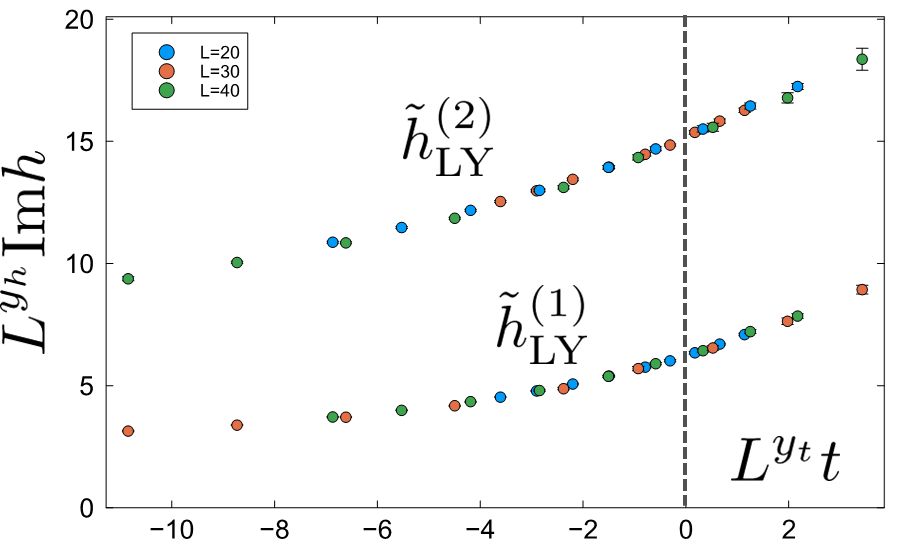 20
15
10
5
0
L=20
L=30
L=40
h̃_LY^(2)
h̃_LY^(1)
L^{y_h} Imh
L^{y_t} t
−10 −8 −6 −4 −2 0 2